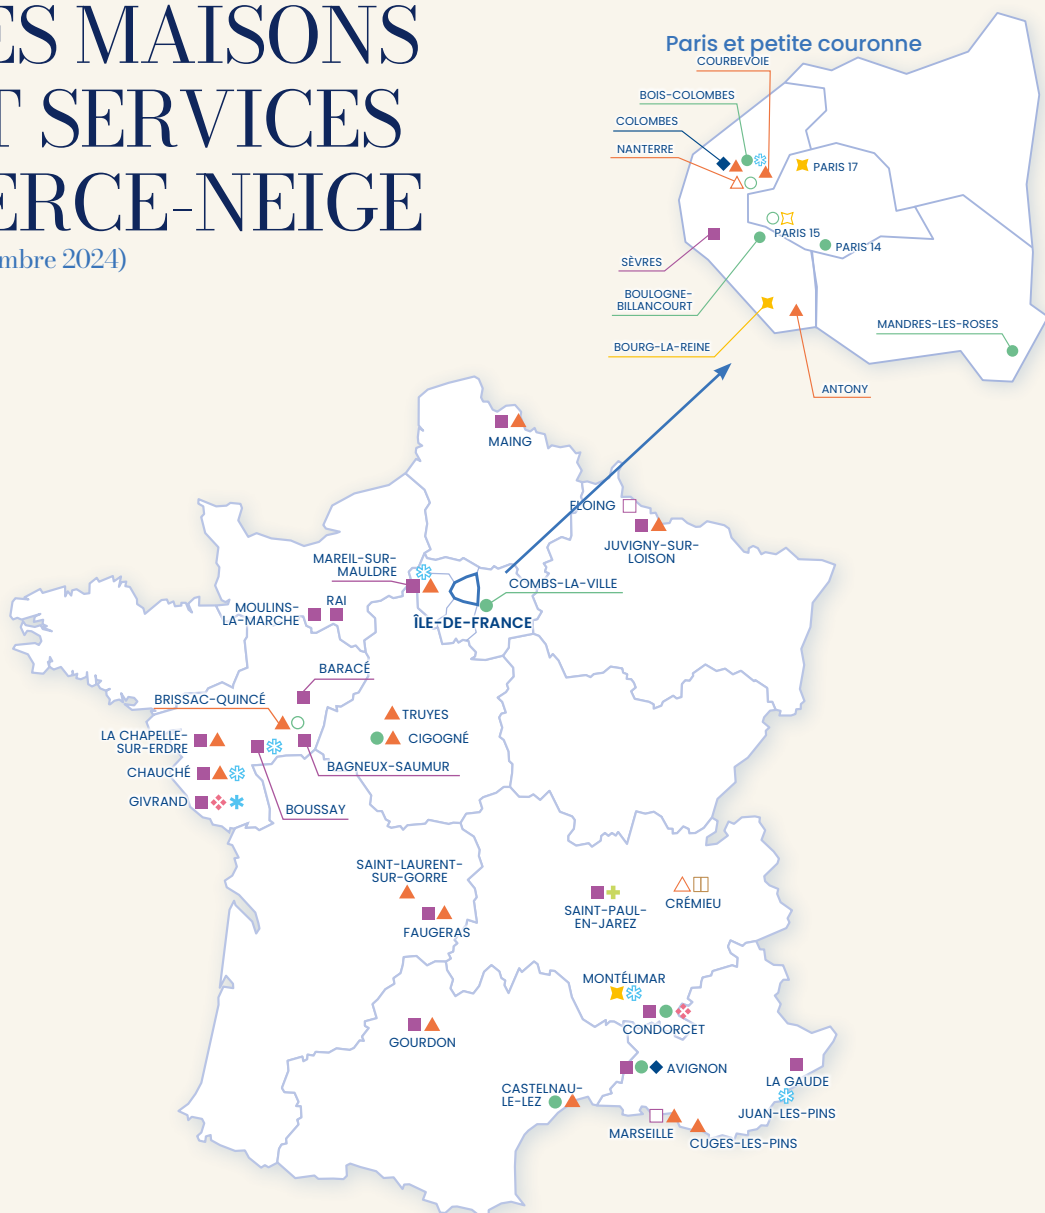 ES MAISONS
T SERVICES
ERCE-NEIGE
mbre 2024)
Paris et petite couronne
COURBEVOIE
BOIS-COLOMBES
COLOMBES
NANTERRE
PARIS 17
PARIS 15
PARIS 14
SÈVRES
BOULOGNE-
BILLANCOURT
MANDRES-LES-ROSES
BOURG-LA-REINE
ANTONY
MAING
FLOING
JUVIGNY-SUR-
LOISON
MAREIL-SUR-
MAULDRE
COMBS-LA-VILLE
RAI
MOULINS-
LA-MARCHE
ÎLE-DE-FRANCE
BARACÉ
BRISSAC-QUINCÉ
TRUYES
LA CHAPELLE-
SUR-ERDRE
CIGOGNÉ
BAGNEUX-SAUMUR
CHAUCHÉ
GIVRAND
BOUSSAY
SAINT-LAURENT-
SUR-GORRE
FAUGERAS
SAINT-PAUL-
EN-JAREZ
CRÉMIEU
MONTÉLIMAR
CONDORCET
GOURDON
AVIGNON
LA GAUDE
CASTELNAU-
LE-LEZ
JUAN-LES-PINS
MARSEILLE
CUGES-LES-PINS